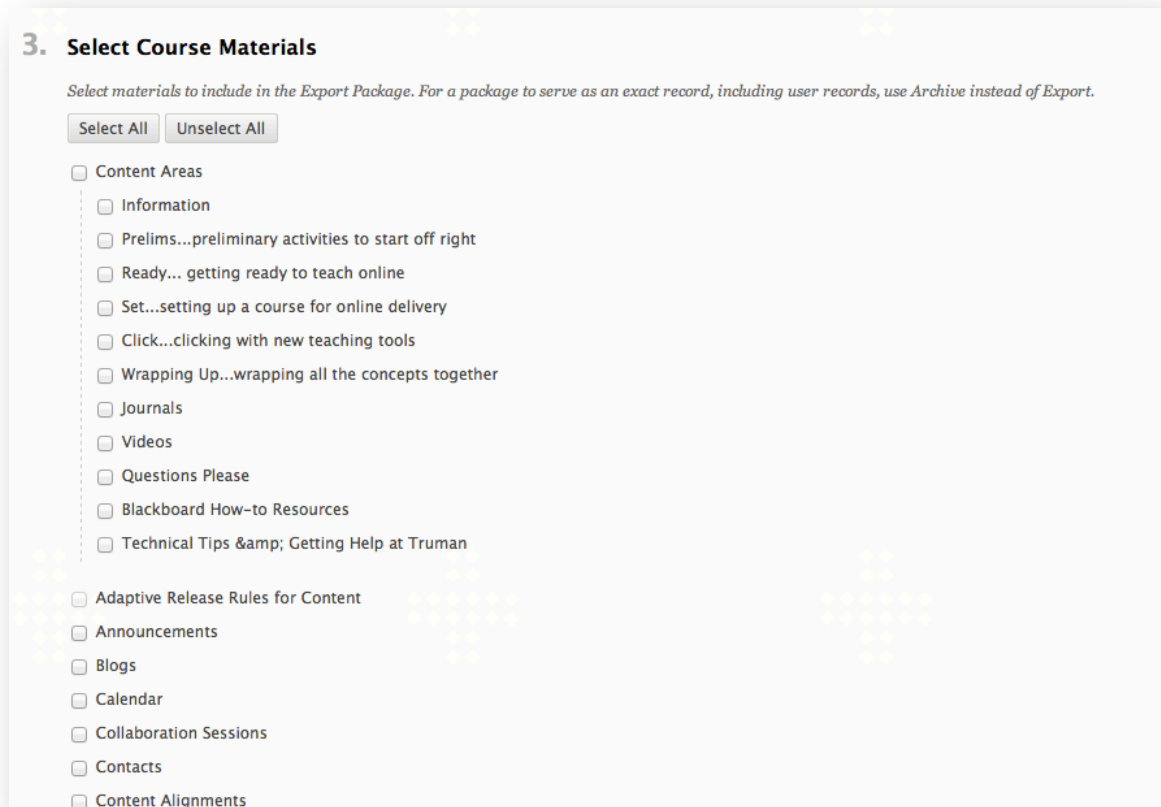 3. Select Course Materials
Select materials to include in the Export Package. For a package to serve as an exact record, including user records, use Archive instead of Export.
Select All Unselect All
Content Areas
Information
Prelims...preliminary activities to start off right
Ready... getting ready to teach online
Set...setting up a course for online delivery
Click...clicking with new teaching tools
Wrapping Up...wrapping all the concepts together
Journals
Videos
Questions Please
Blackboard How-to Resources
Technical Tips &amp; Getting Help at Truman
Adaptive Release Rules for Content
Announcements
Blogs
Calendar
Collaboration Sessions
Contacts
Content Alignments